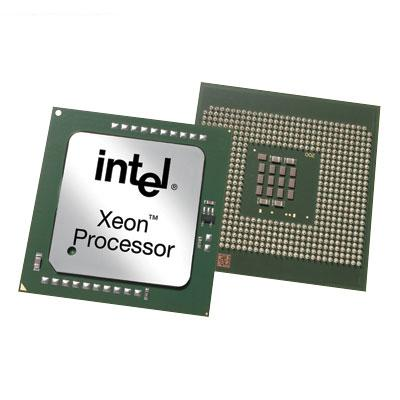 intel®
Xeon™
Processor